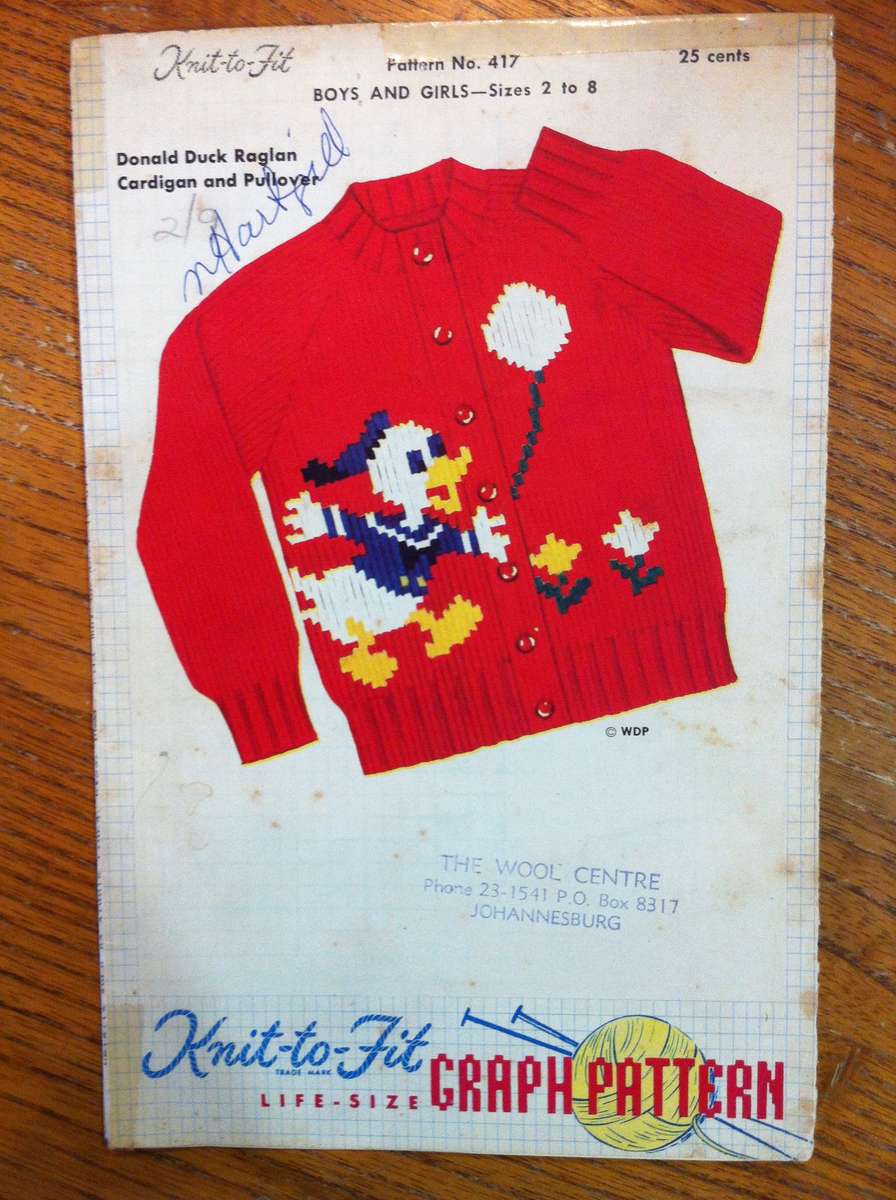 Knit-to-Fit
Pattern No. 417
25 cents
BOYS AND GIRLS—Sizes 2 to 8
Donald Duck Raglan
Cardigan and Pullover
2/9
© WDP
THE WOOL CENTRE
Phone 23-1541 P.O. Box 8317
JOHANNESBURG
Knit-to-Fit
TRADE MARK
LIFE-SIZE GRAPH PATTERN